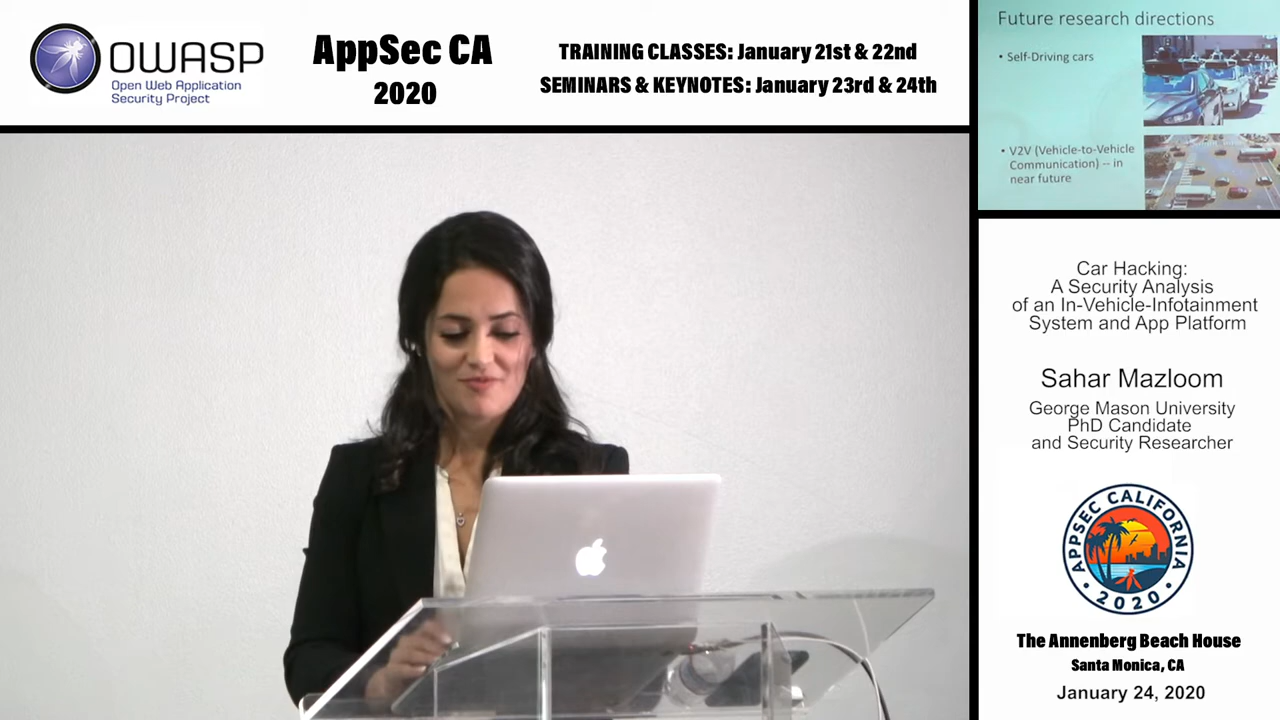 OWASP
Open Web Application
Security Project
AppSec CA
2020
TRAINING CLASSES: January 21st & 22nd
SEMINARS & KEYNOTES: January 23rd & 24th
Future research directions
• Self-Driving cars
• V2V (Vehicle-to-Vehicle
Communication) -- in
near future
Car Hacking:
A Security Analysis
of an In-Vehicle-Infotainment
System and App Platform
Sahar Mazloom
George Mason University
PhD Candidate
and Security Researcher
APPSEC CALIFORNIA
• 2020 •
The Annenberg Beach House
Santa Monica, CA
January 24, 2020